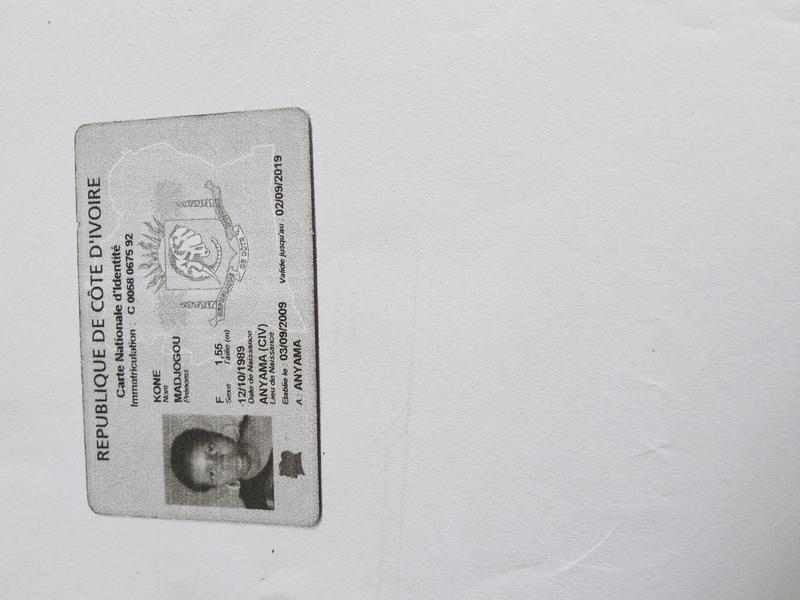 REPUBLIQUE DE CÔTE D'IVOIRE
Carte Nationale d'Identité
Immatriculation : C 0058 0675 92
KONE
Nom
MADJOGOU
Prénoms
F 1,55
Sexe Taille (m)
12/10/1989
Date de Naissance
ANYAMA (CIV)
Lieu de Naissance
Etablie le : 03/09/2009 Valide jusqu'au : 02/09/2019
A : ANYAMA